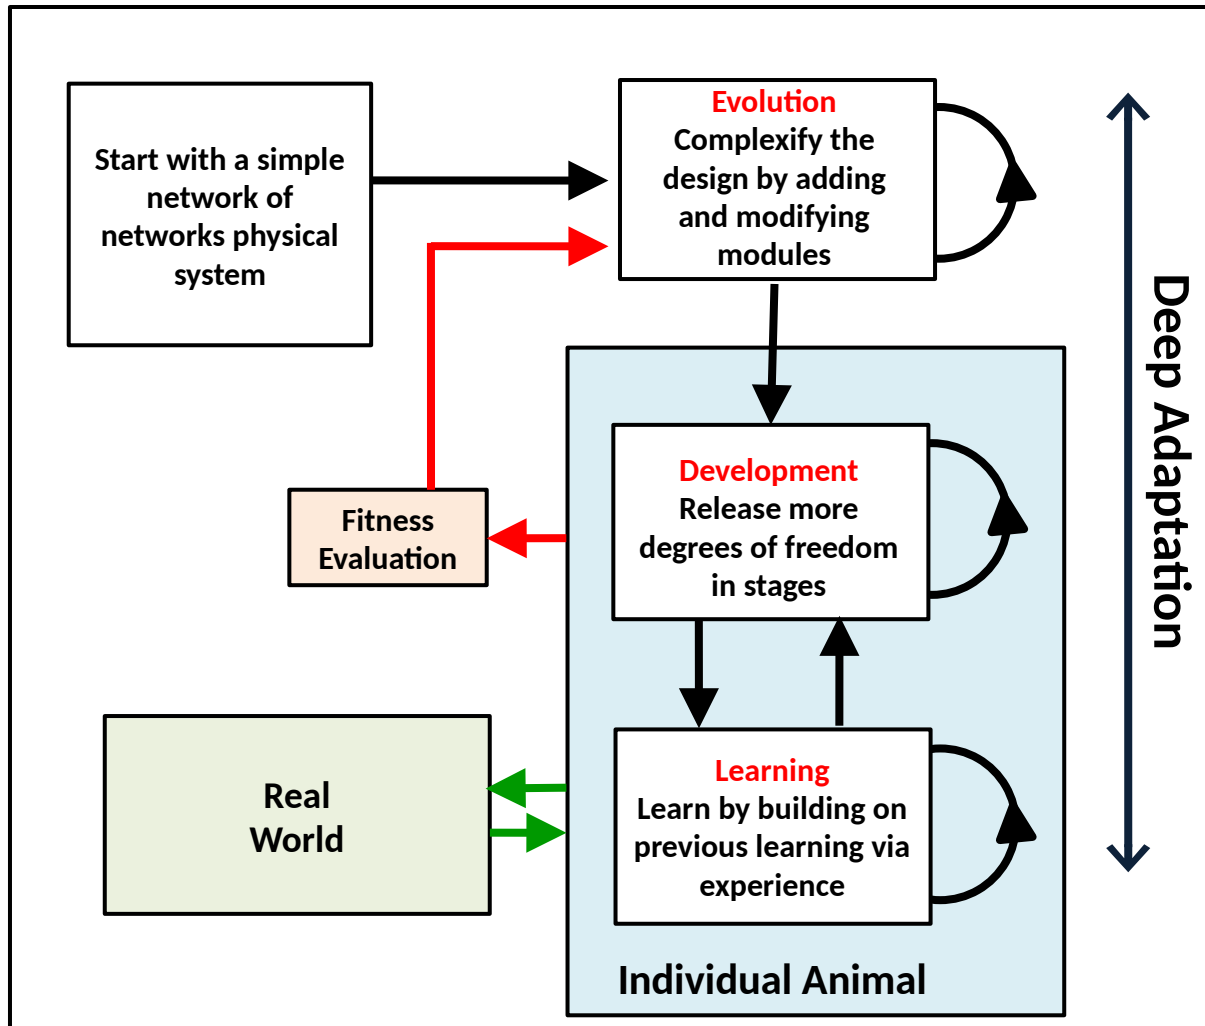 Start with a simple
network of
networks physical
system
Evolution
Complexify the
design by adding
and modifying
modules
Deep Adaptation
Development
Release more
degrees of freedom
in stages
Fitness
Evaluation
Real
World
Learning
Learn by building on
previous learning via
experience
Individual Animal